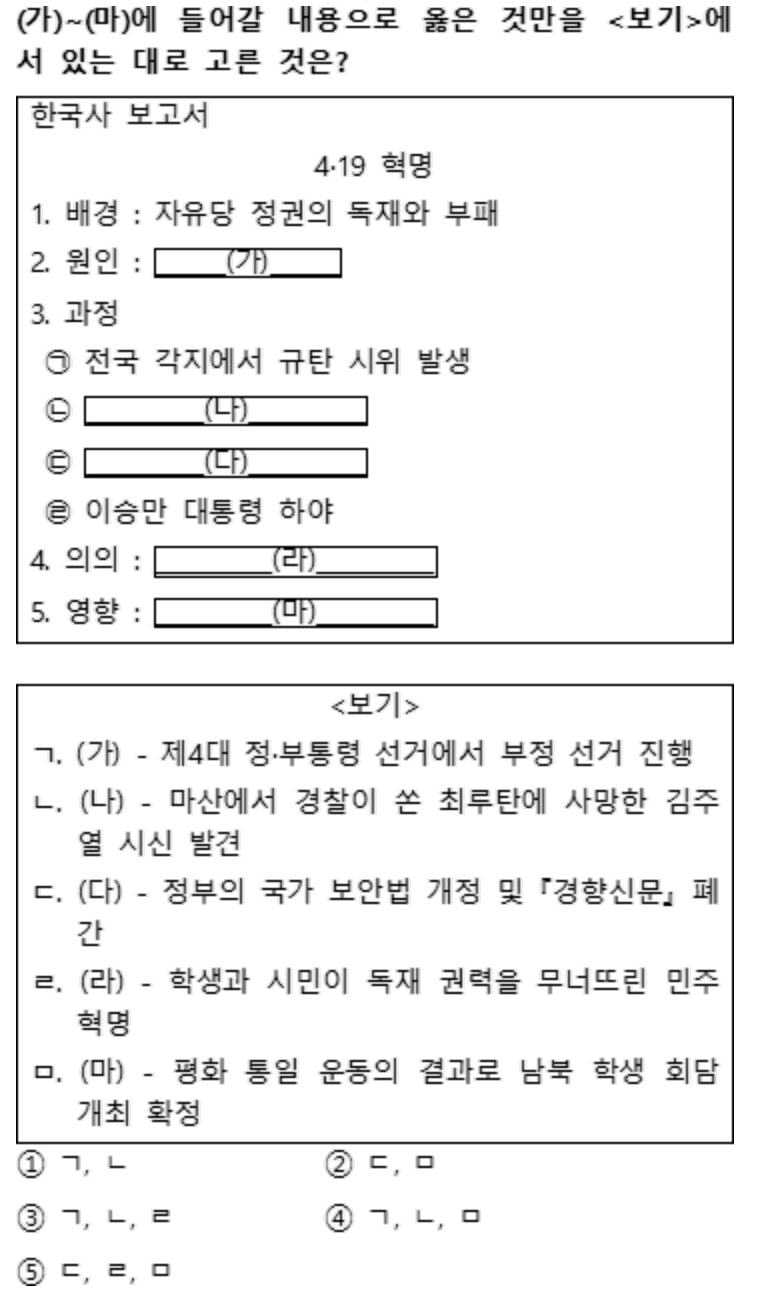 (가)~(마)에 들어갈 내용으로 옳은 것만을 <보기>에
서 있는 대로 고른 것은?
한국사 보고서
4·19 혁명
1. 배경 : 자유당 정권의 독재와 부패
2. 원인 : (가)
3. 과정
㉠ 전국 각지에서 규탄 시위 발생
㉡ (나)
㉢ (다)
㉣ 이승만 대통령 하야
4. 의의 : (라)
5. 영향 : (마)
<보기>
ㄱ. (가) - 제4대 정·부통령 선거에서 부정 선거 진행
ㄴ. (나) - 마산에서 경찰이 쏜 최루탄에 사망한 김주
열 시신 발견
ㄷ. (다) - 정부의 국가 보안법 개정 및 『경향신문』 폐
간
ㄹ. (라) - 학생과 시민이 독재 권력을 무너뜨린 민주
혁명
ㅁ. (마) - 평화 통일 운동의 결과로 남북 학생 회담
개최 확정
① ㄱ, ㄴ ② ㄷ, ㅁ
③ ㄱ, ㄴ, ㄹ ④ ㄱ, ㄴ, ㅁ
⑤ ㄷ, ㄹ, ㅁ